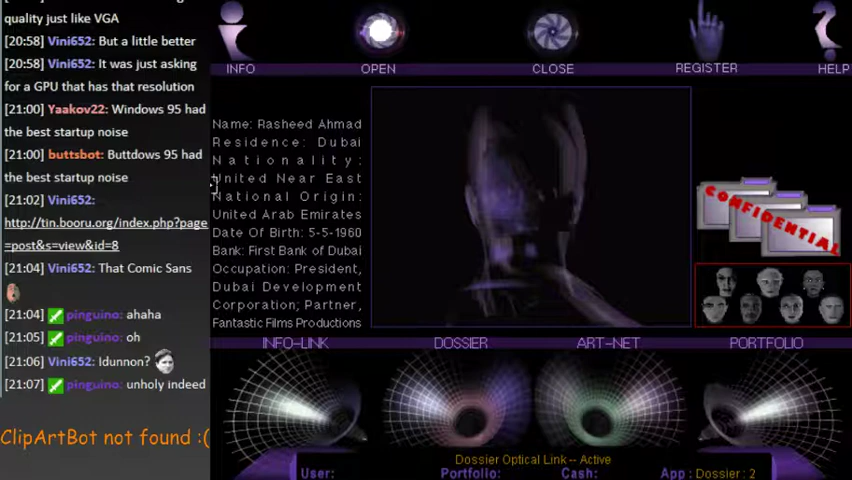 quality just like VGA
[20:58] Vini652: But a little better
[20:58] Vini652: It was just asking
for a GPU that has that resolution
[21:00] Yaakov22: Windows 95 had
the best startup noise
[21:00] buttsbot: Buttdows 95 had
the best startup noise
[21:02] Vini652:
http://tin.booru.org/index.php?page
=post&s=view&id=8
[21:04] Vini652: That Comic Sans
[21:04] pinguino: ahaha
[21:05] pinguino: oh
[21:06] Vini652: Idunnon?
[21:07] pinguino: unholy indeed
ClipArtBot not found :(
INFO
OPEN
CLOSE
REGISTER
HELP
Name: Rasheed Ahmad
Residence: Dubai
Nationality:
United Near East
National Origin:
United Arab Emirates
Date Of Birth: 5-5-1960
Bank: First Bank of Dubai
Occupation: President,
Dubai Development
Corporation; Partner,
Fantastic Films Productions
CONFIDENTIAL
INFO-LINK
DOSSIER
ART-NET
PORTFOLIO
Dossier Optical Link -- Active
User:
Portfolio:
Cash:
App: Dossier: 2